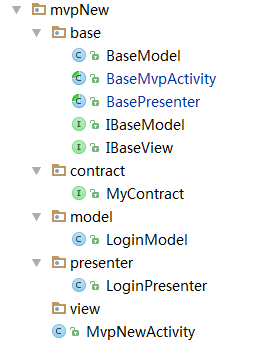 mvpNew
base
BaseModel
BaseMvpActivity
BasePresenter
IBaseModel
IBaseView
contract
MyContract
model
LoginModel
presenter
LoginPresenter
view
MvpNewActivity